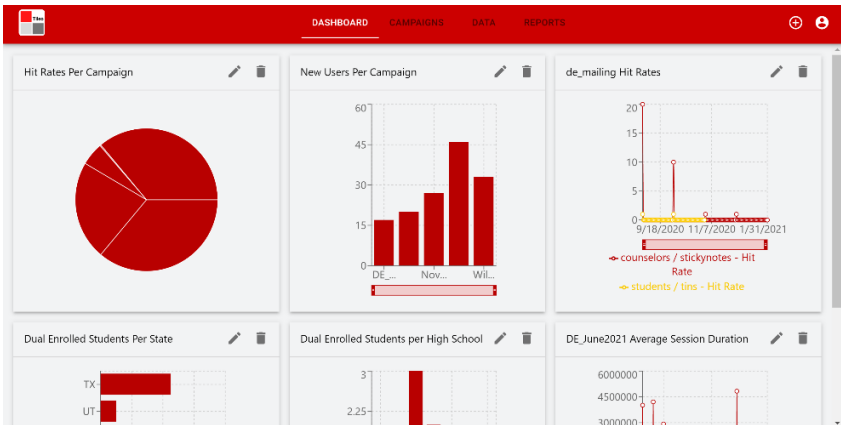 Tins
DASHBOARD CAMPAIGNS DATA REPORTS
Hit Rates Per Campaign
New Users Per Campaign
60
45
30
15
0
DE_... Nov... Wil...
de_mailing Hit Rates
20
15
10
5
0
9/18/2020 11/7/2020 1/31/2021
counselors / stickynotes - Hit
Rate
students / tins - Hit Rate
Dual Enrolled Students Per State
TX
UT
Dual Enrolled Students per High School
3
2.25
DE_June2021 Average Session Duration
6000000
4500000
3000000